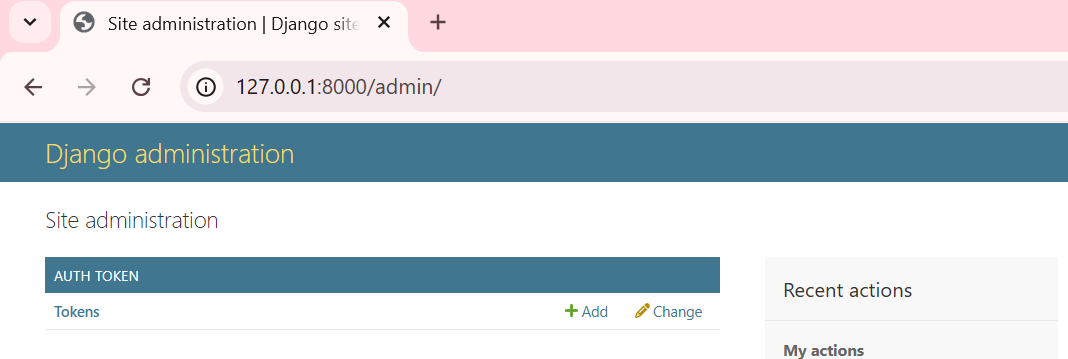 Site administration | Django site
127.0.0.1:8000/admin/
Django administration
Site administration
AUTH TOKEN
Tokens Add Change
Recent actions
My actions